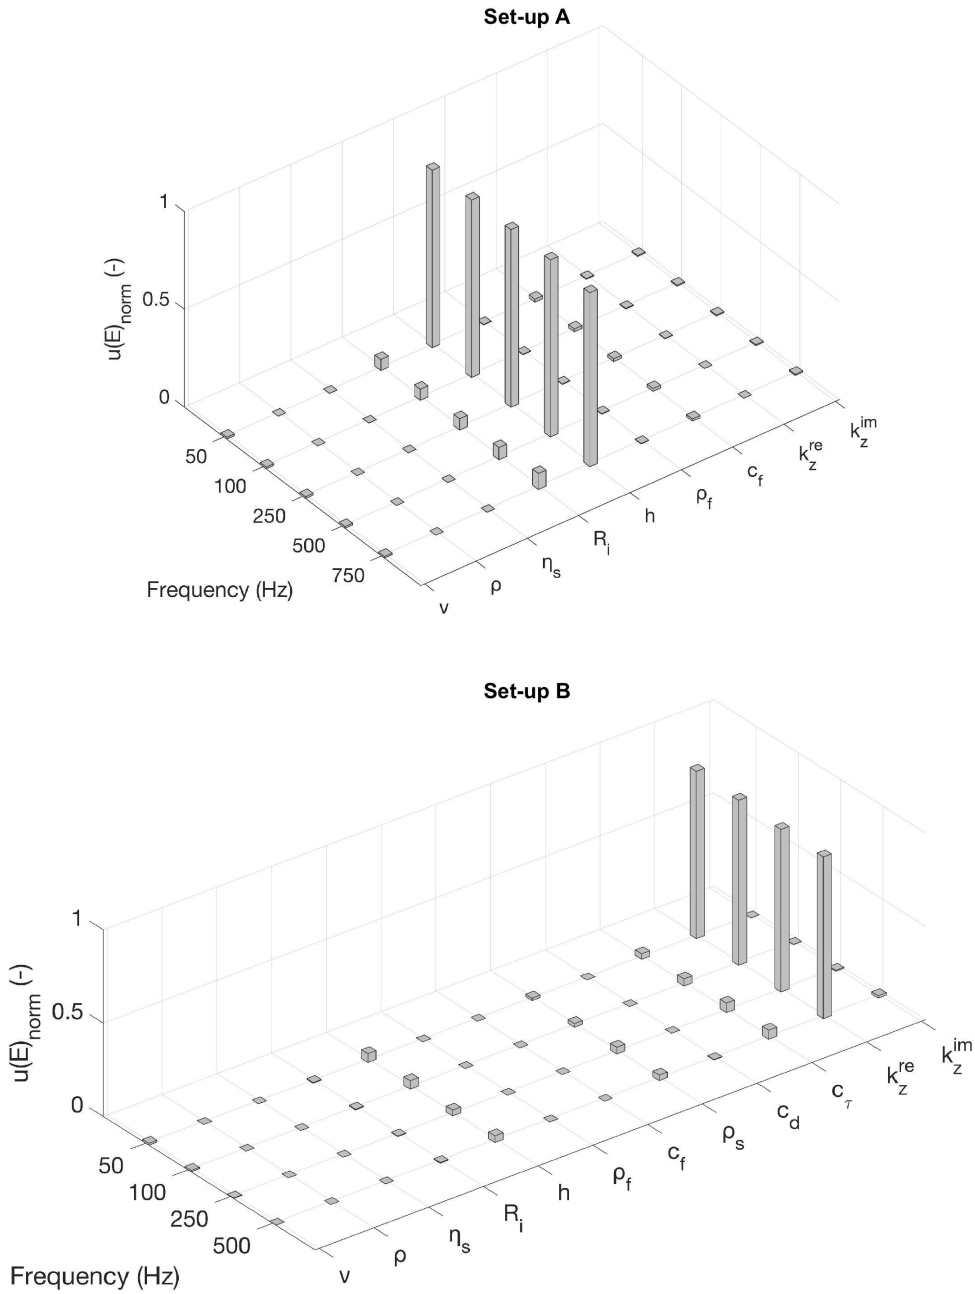 Set-up A
1
0.5
0
u(E)norm (-)
50
100
250
500
750
Frequency (Hz)
ν
ρ
ηs
Ri
h
ρf
cf
kzre
kzim
Set-up B
1
0.5
0
u(E)norm (-)
50
100
250
500
Frequency (Hz)
ν
ρ
ηs
Ri
h
ρf
cf
ρs
cd
cτ
kzre
kzim